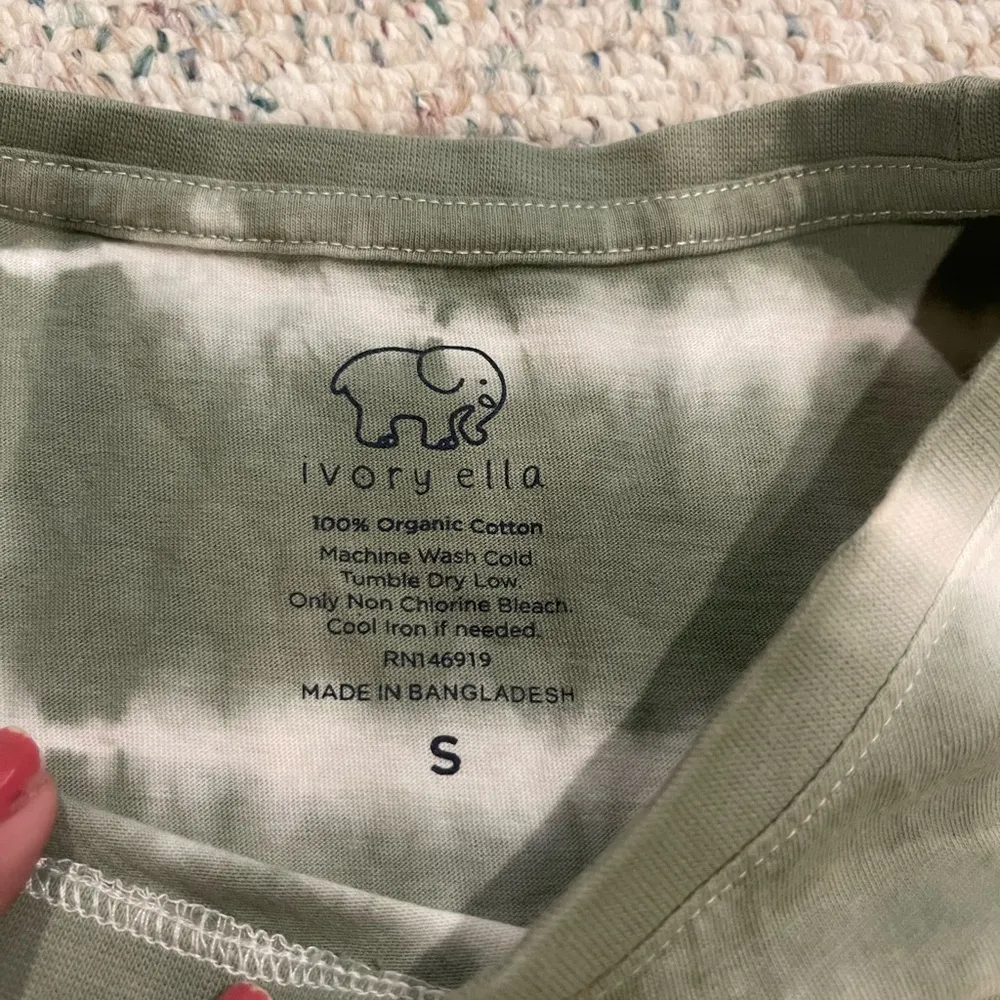 ivory ella
100% Organic Cotton
Machine Wash Cold
Tumble Dry Low.
Only Non Chlorine Bleach.
Cool Iron if needed.
RN146919
MADE IN BANGLADESH
S